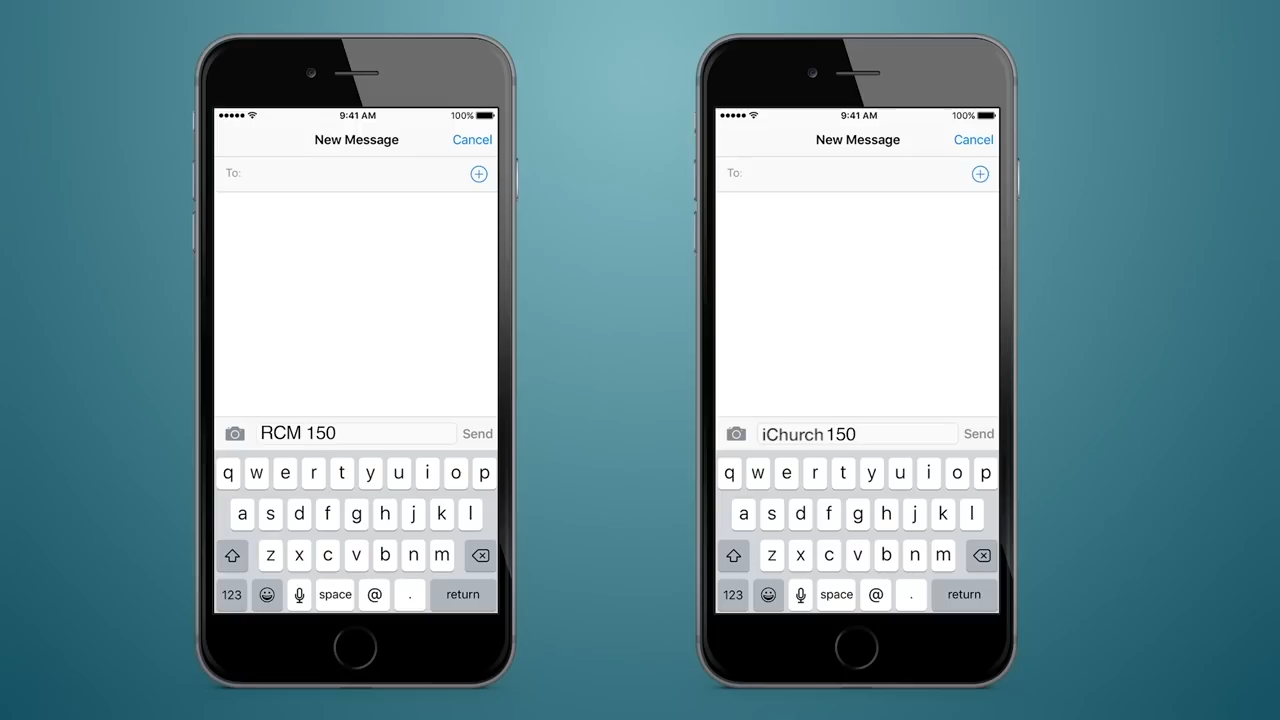 9:41 AM 100%
New Message Cancel
To:
RCM 150 Send
q w e r t y u i o p
a s d f g h j k l
z x c v b n m
123 space @ . return
9:41 AM 100%
New Message Cancel
To:
iChurch 150 Send
q w e r t y u i o p
a s d f g h j k l
z x c v b n m
123 space @ . return